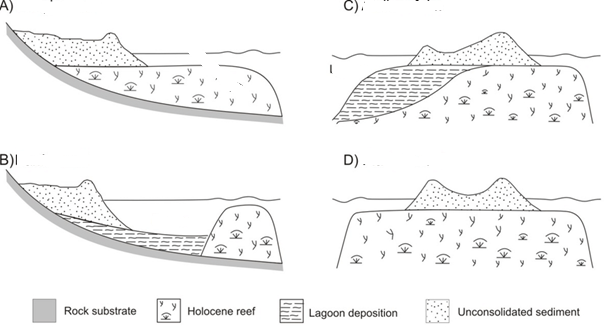 A)
C)
B)
D)
Rock substrate
Holocene reef
Lagoon deposition
Unconsolidated sediment